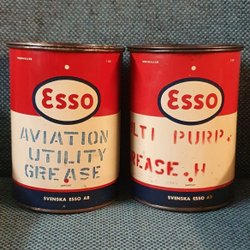 Esso
AVIATION
UTILITY
GREASE
SVENSKA ESSO AB
Esso
LTI PURP.
REASE.H
SVENSKA ESSO AB